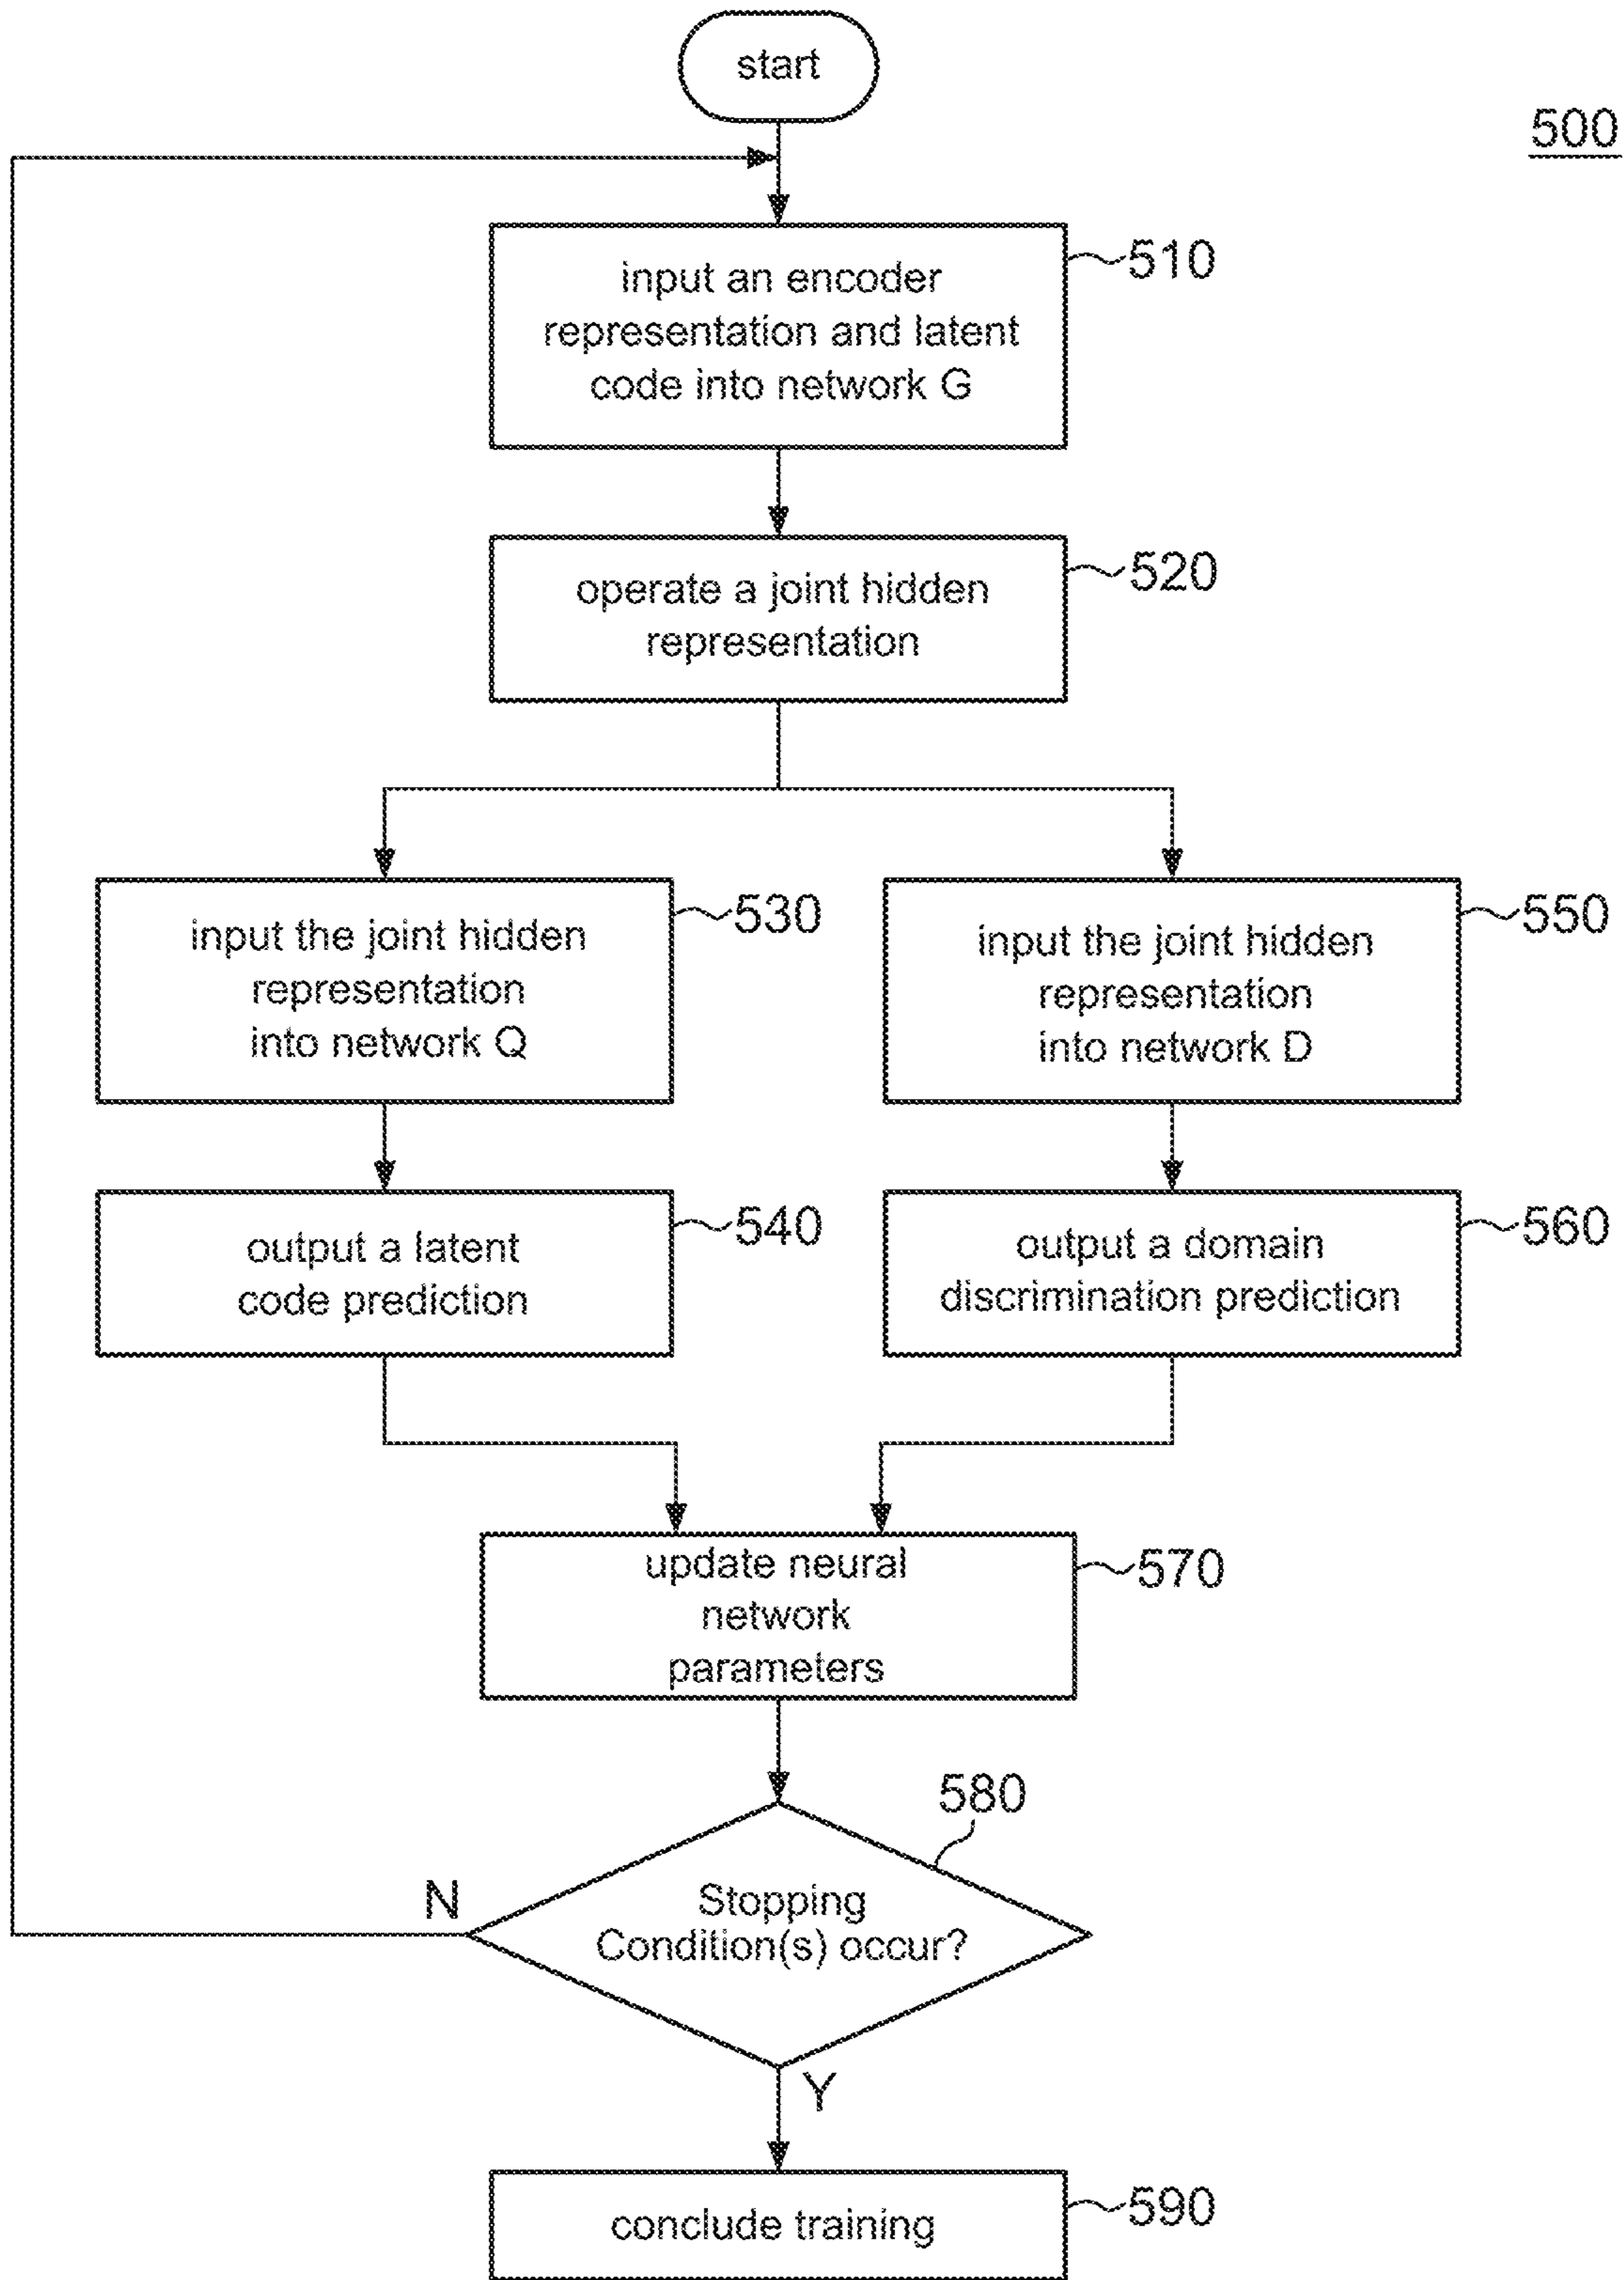 start
500
input an encoder
representation and latent
code into network G
510
operate a joint hidden
representation
520
input the joint hidden
representation
into network Q
530
input the joint hidden
representation
into network D
550
output a latent
code prediction
540
output a domain
discrimination prediction
560
update neural
network
parameters
570
580
Stopping
Condition(s) occur?
N
Y
conclude training
590